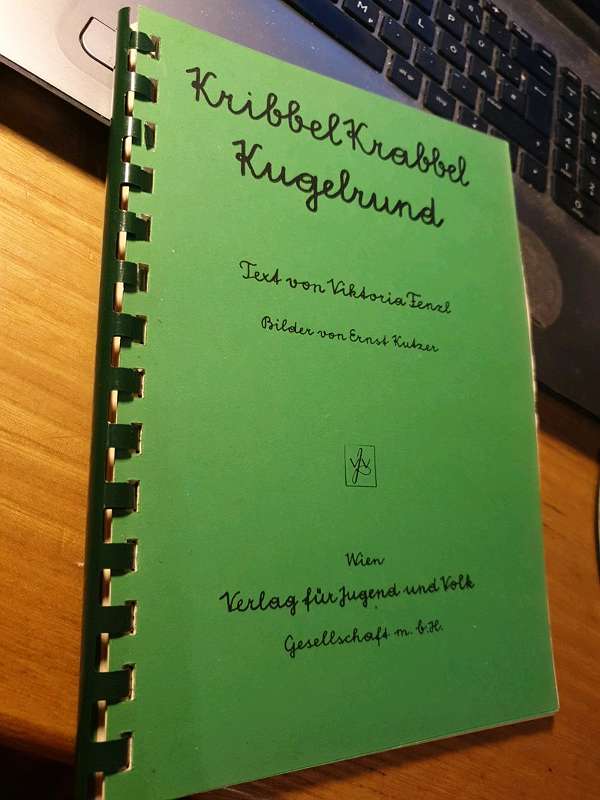 Kribbel Krabbel
Kugelrund
Text von Viktoria Fenzl
Bilder von Ernst Kutzer
Wien
Verlag für Jugend und Volk
Gesellschaft m. b. H.